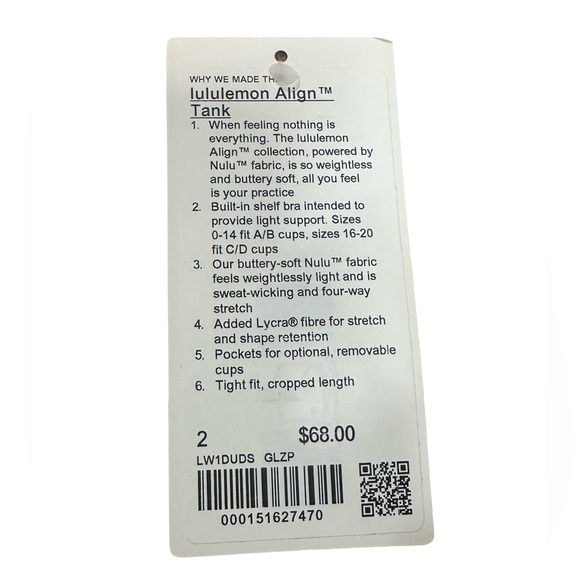 WHY WE MADE TH
lululemon Align™
Tank
1. When feeling nothing is
everything. The lululemon
Align™ collection, powered by
Nulu™ fabric, is so weightless
and buttery soft, all you feel
is your practice
2. Built-in shelf bra intended to
provide light support. Sizes
0-14 fit A/B cups, sizes 16-20
fit C/D cups
3. Our buttery-soft Nulu™ fabric
feels weightlessly light and is
sweat-wicking and four-way
stretch
4. Added Lycra® fibre for stretch
and shape retention
5. Pockets for optional, removable
cups
6. Tight fit, cropped length
2 $68.00
LW1DUDS GLZP
000151627470